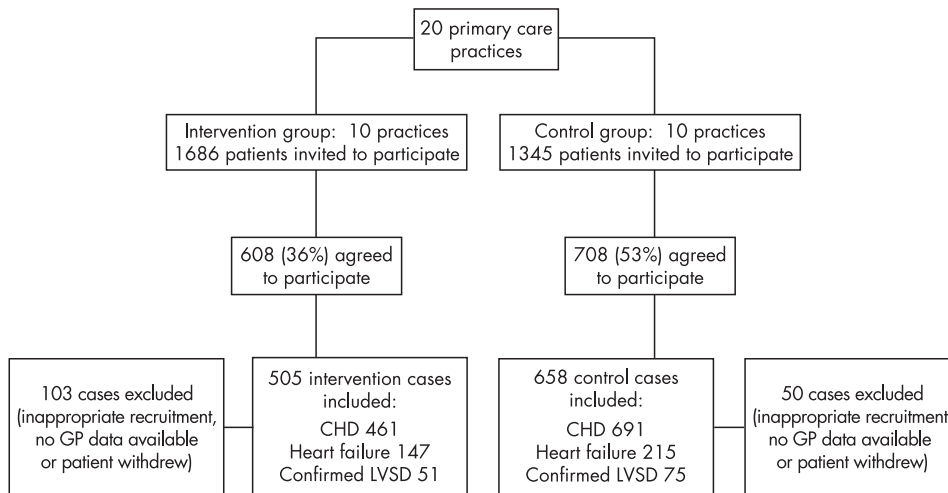 20 primary care
practices
Intervention group: 10 practices
1686 patients invited to participate
Control group: 10 practices
1345 patients invited to participate
608 (36%) agreed
to participate
708 (53%) agreed
to participate
103 cases excluded
(inappropriate recruitment,
no GP data available
or patient withdrew)
505 intervention cases
included:
CHD 461
Heart failure 147
Confirmed LVSD 51
658 control cases
included:
CHD 691
Heart failure 215
Confirmed LVSD 75
50 cases excluded
(inappropriate recruitment
no GP data available
or patient withdrew)